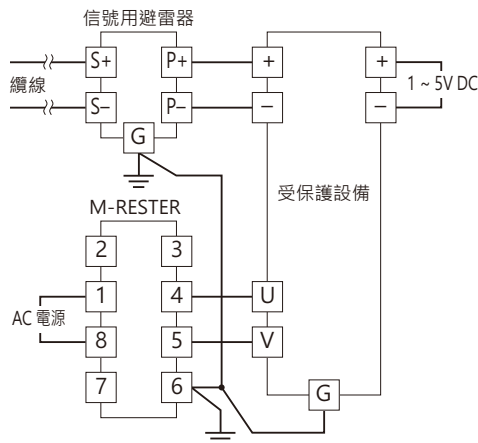 信號用避雷器
S+ P+ + +
纜線 1 ~ 5V DC
S– P– – –
G
受保護設備
M-RESTER
2 3
1 4 U
AC 電源
8 5 V
7 6 G